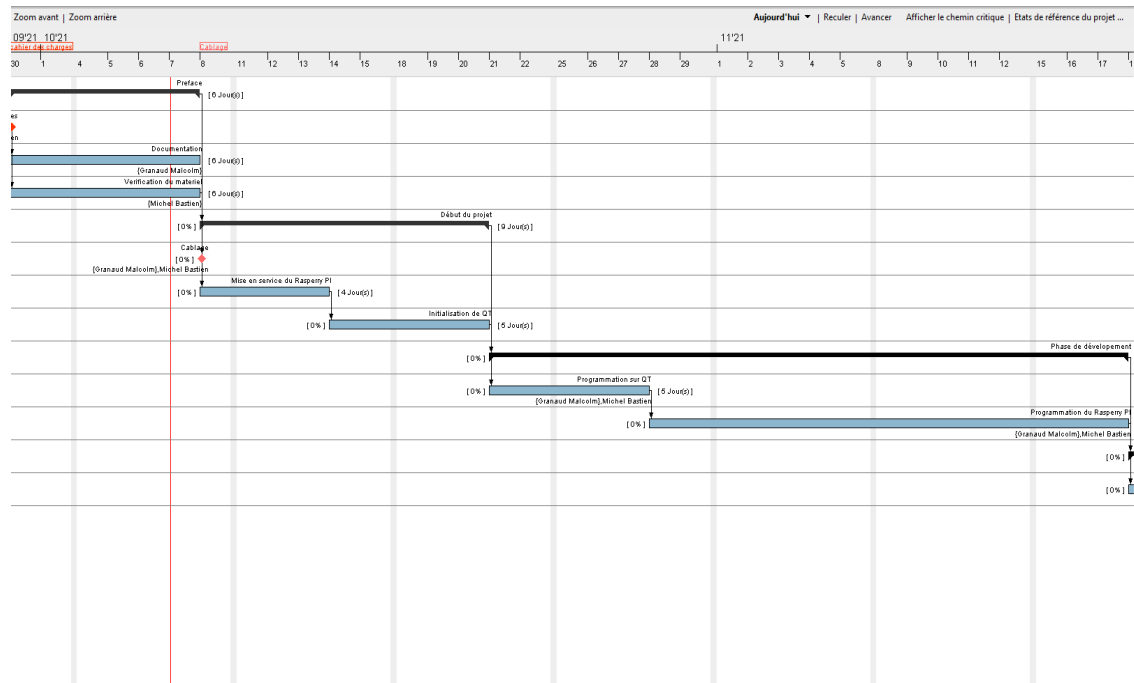 Zoom avant | Zoom arrière
Aujourd'hui | Reculer | Avancer Afficher le chemin critique | Etats de référence du projet ...
09'21 10'21 11'21
cahier des charges Cablage
30 1 4 5 6 7 8 11 12 13 14 15 18 19 20 21 22 25 26 27 28 29 1 2 3 4 5 8 9 10 11 12 15 16 17 1
Preface
[6 Jour(s)]
es
en
Documentation
[6 Jour(s)]
{Granaud Malcolm}
Verification du materiel
[6 Jour(s)]
{Michel Bastien}
Début du projet
[0%] [9 Jour(s)]
Cablage
[0%]
{Granaud Malcolm},Michel Bastien
Mise en service du Rasperry PI
[0%] [4 Jour(s)]
Initialisation de QT
[0%] [5 Jour(s)]
Phase de dévelopement
[0%]
Programmation sur QT
[0%] [5 Jour(s)]
{Granaud Malcolm},Michel Bastien
Programmation du Rasperry PI
[0%]
{Granaud Malcolm},Michel Bastien
[0%]
[0%]